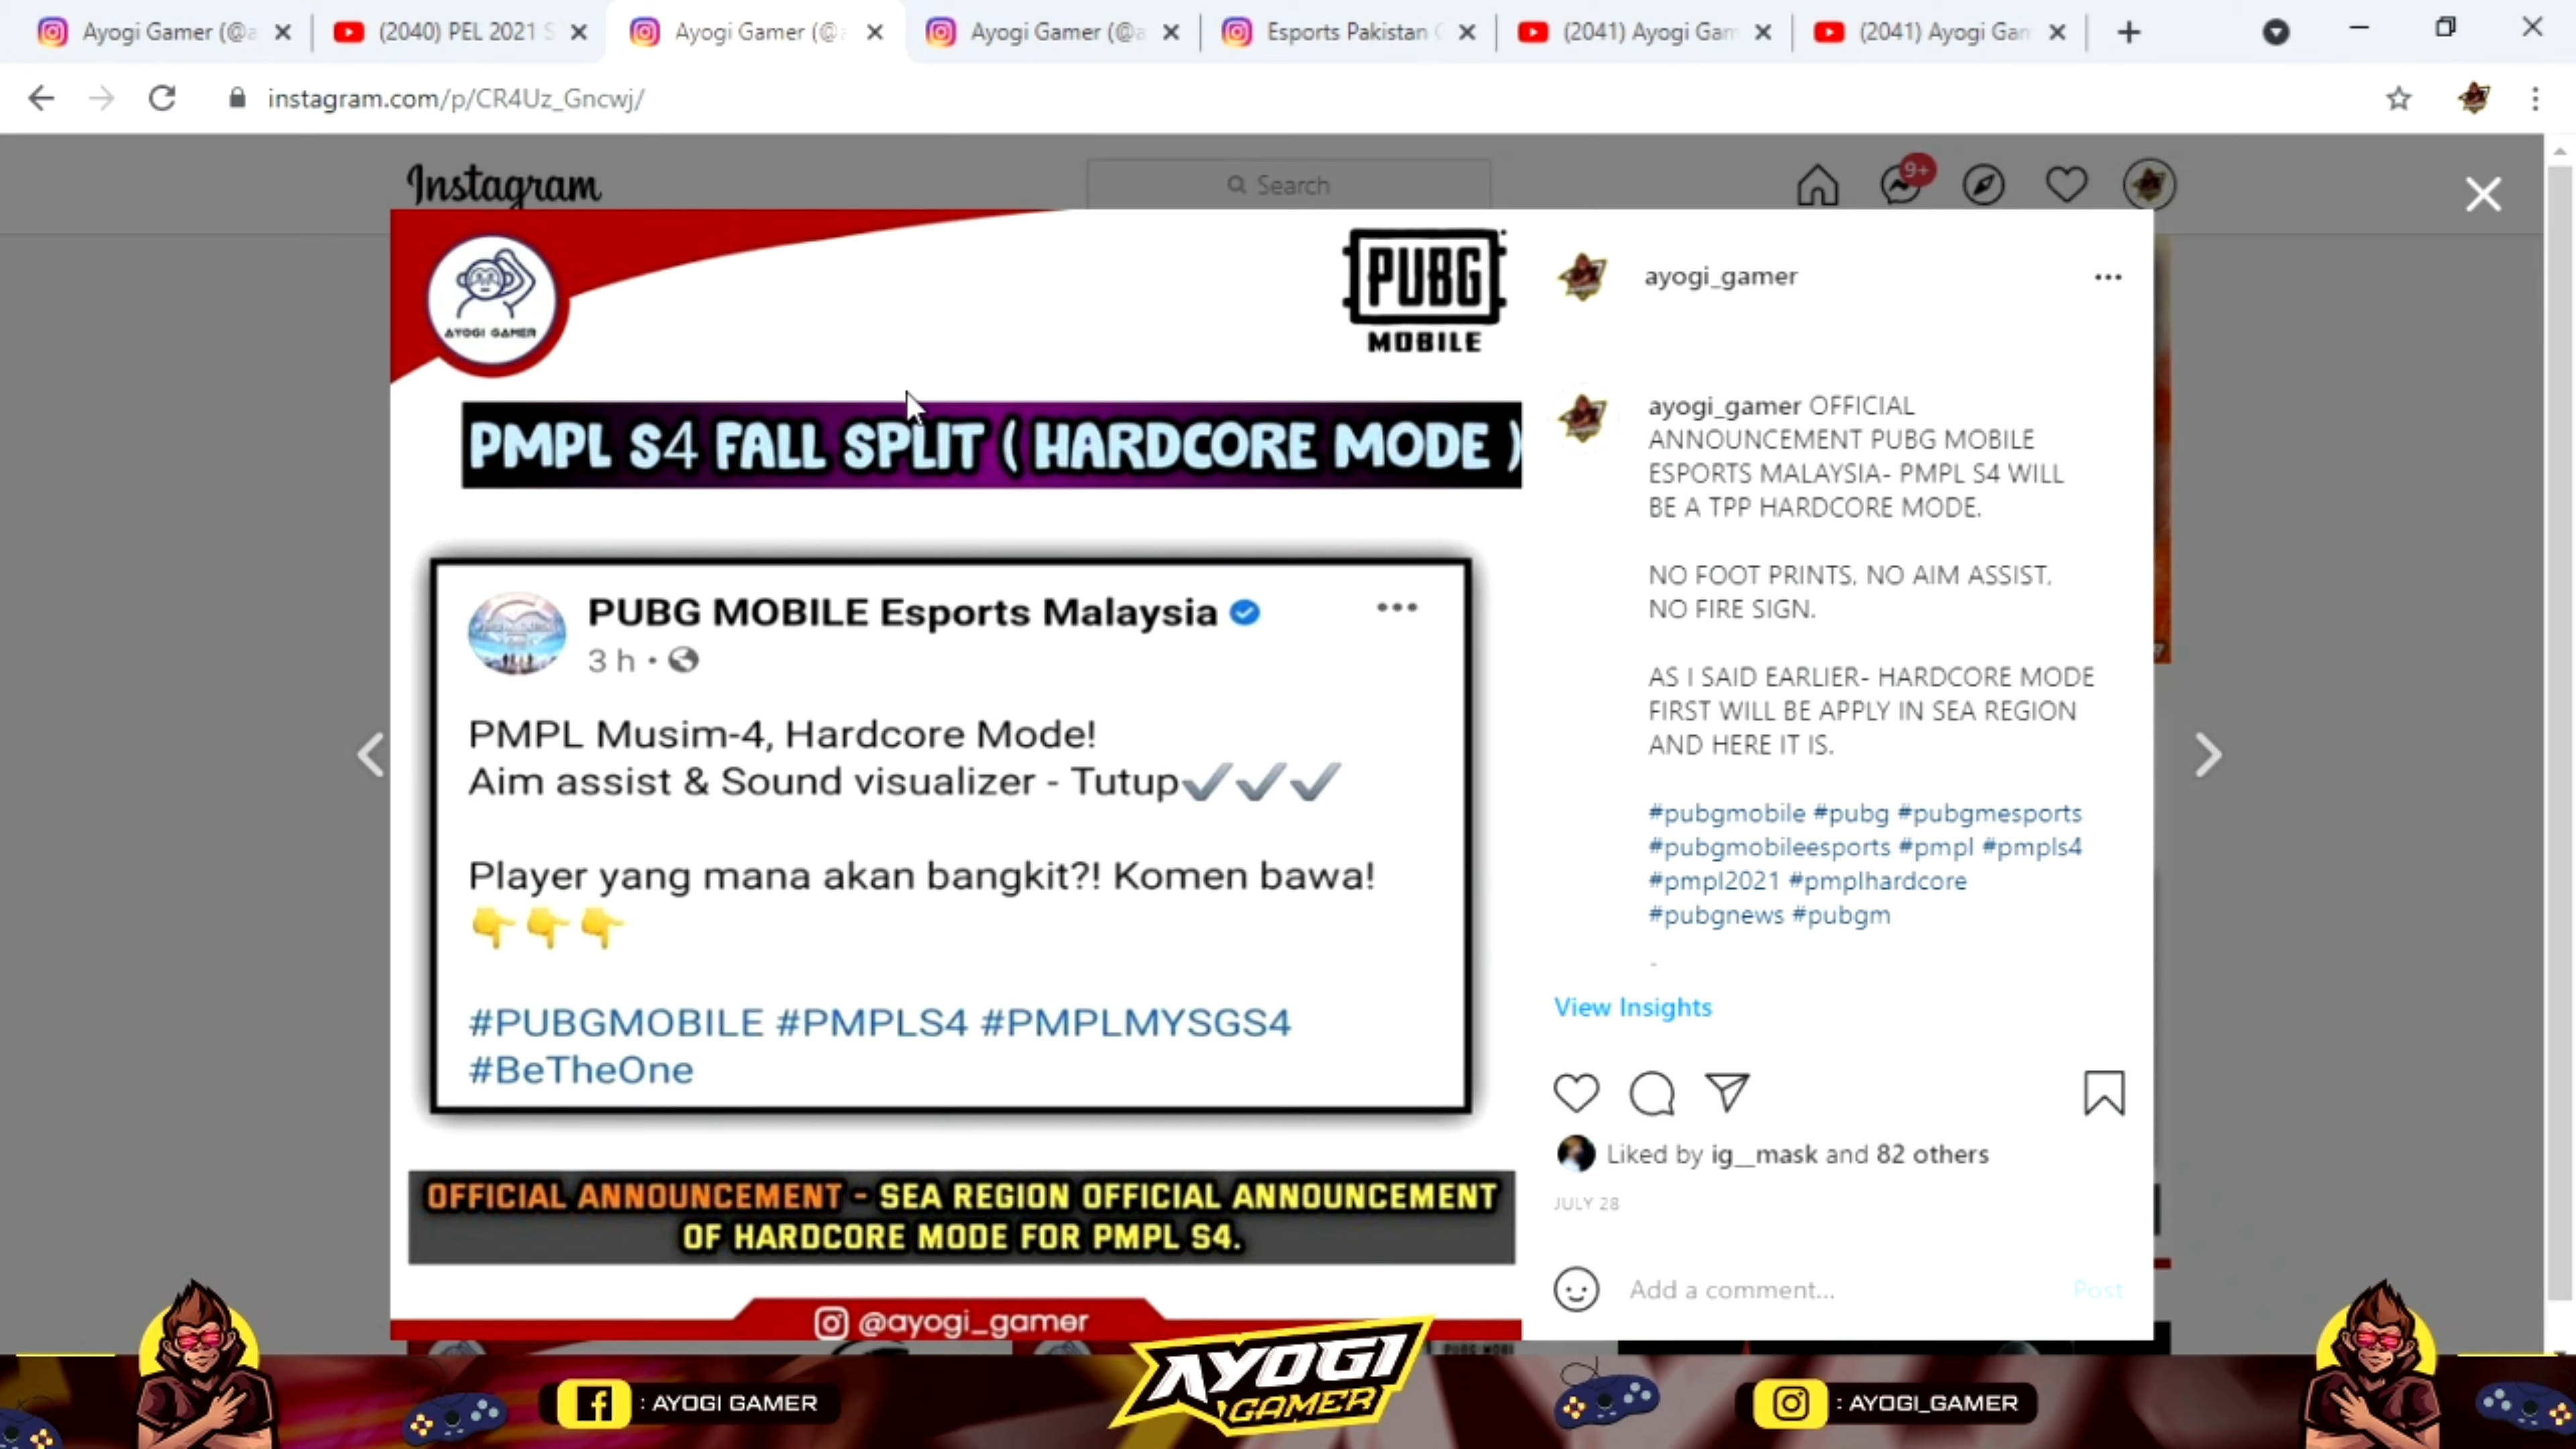 Ayogi Gamer (@a
(2040) PEL 2021 S
Ayogi Gamer (@a
Ayogi Gamer (@a
Esports Pakistan (
(2041) Ayogi Gam
(2041) Ayogi Gam
instagram.com/p/CR4Uz_Gncwj/
Instagram
Search
9+
AYOGI GAMER
PUBG
MOBILE
PMPL S4 FALL SPLIT ( HARDCORE MODE )
PUBG MOBILE Esports Malaysia
3 h
PMPL Musim-4, Hardcore Mode!
Aim assist & Sound visualizer - Tutup✓✓✓
Player yang mana akan bangkit?! Komen bawa!
👇👇👇
#PUBGMOBILE #PMPLS4 #PMPLMYSGS4
#BeTheOne
OFFICIAL ANNOUNCEMENT - SEA REGION OFFICIAL ANNOUNCEMENT
OF HARDCORE MODE FOR PMPL S4.
@ayogi_gamer
ayogi_gamer
ayogi_gamer OFFICIAL
ANNOUNCEMENT PUBG MOBILE
ESPORTS MALAYSIA- PMPL S4 WILL
BE A TPP HARDCORE MODE.
NO FOOT PRINTS, NO AIM ASSIST,
NO FIRE SIGN.
AS I SAID EARLIER- HARDCORE MODE
FIRST WILL BE APPLY IN SEA REGION
AND HERE IT IS.
#pubgmobile #pubg #pubgmesports
#pubgmobileesports #pmpl #pmpls4
#pmpl2021 #pmplhardcore
#pubgnews #pubgm
-
View Insights
Liked by ig__mask and 82 others
JULY 28
Add a comment...
Post
: AYOGI GAMER
AYOGI
GAMER
: AYOGI_GAMER